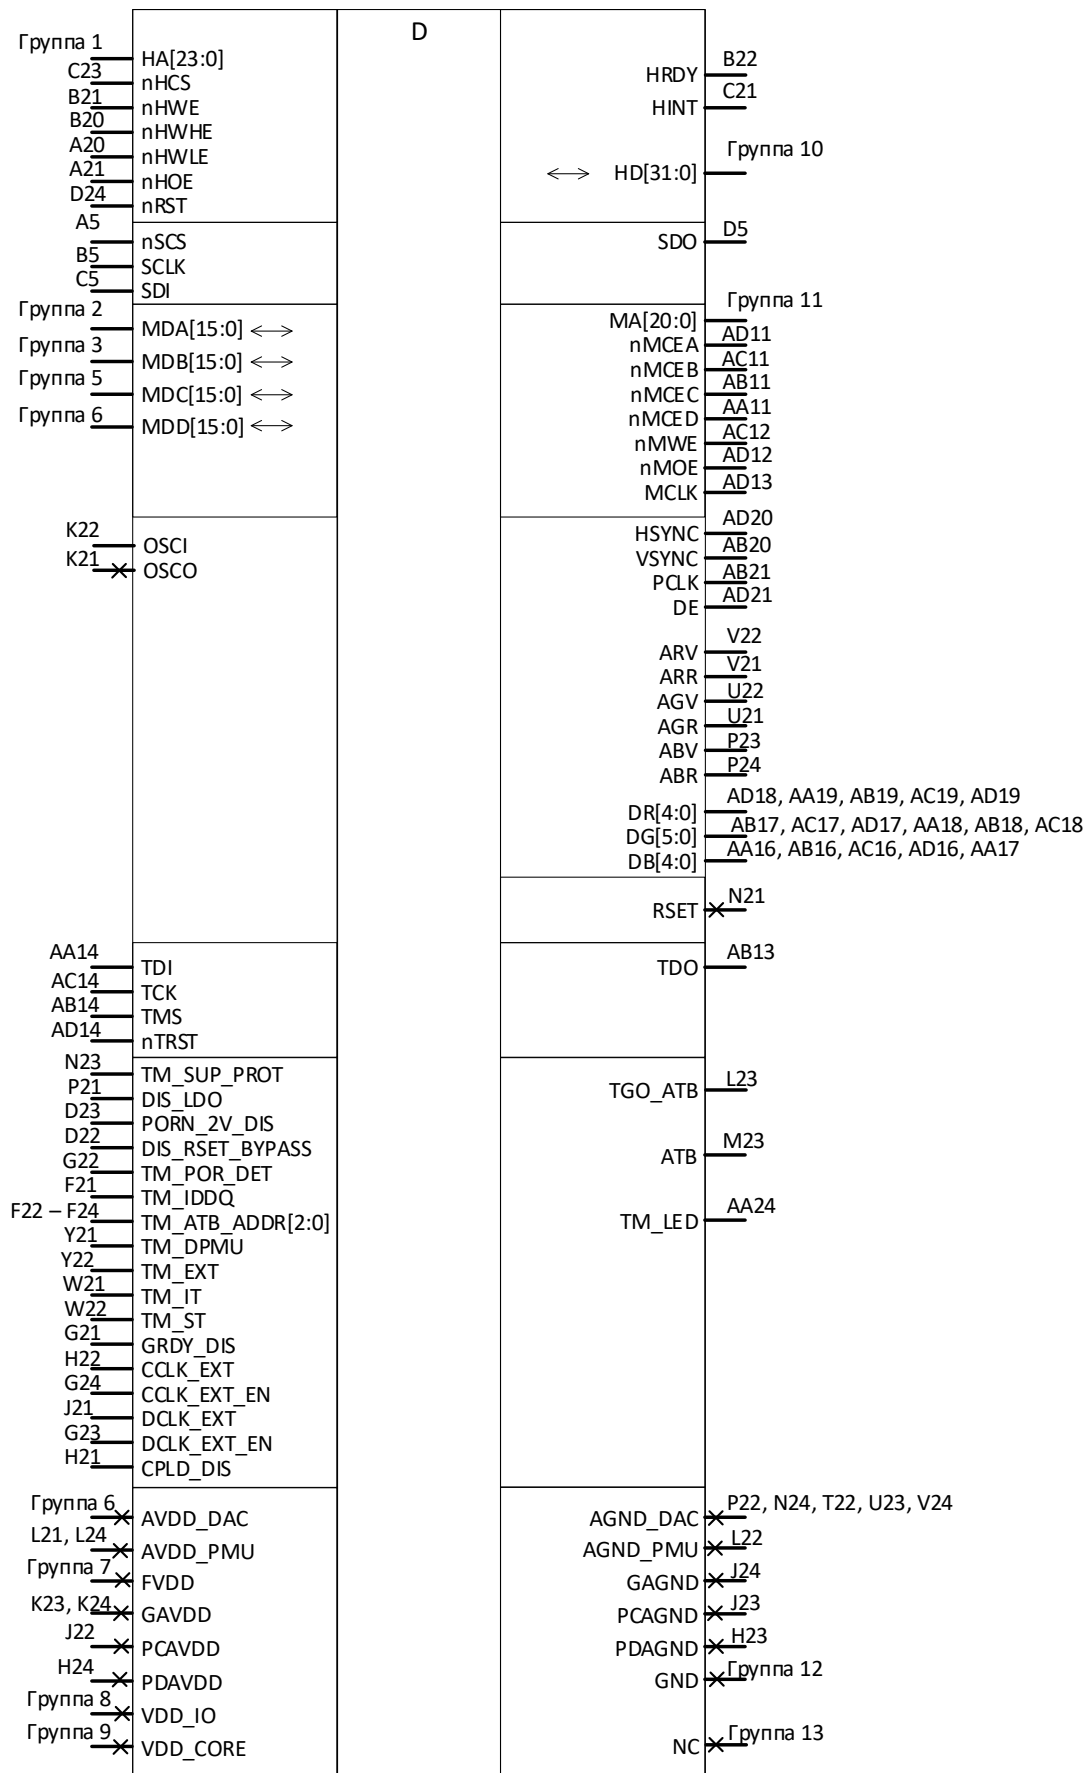 D
Группа 1
HA[23:0]
C23
nHCS
B21
nHWE
B20
nHWHE
A20
nHWLE
A21
nHOE
D24
nRST
A5
nSCS
B5
SCLK
C5
SDI
Группа 2
MDA[15:0]
Группа 3
MDB[15:0]
Группа 5
MDC[15:0]
Группа 6
MDD[15:0]
K22
OSCI
K21
OSCO
AA14
TDI
AC14
TCK
AB14
TMS
AD14
nTRST
N23
TM_SUP_PROT
P21
DIS_LDO
D23
PORN_2V_DIS
D22
DIS_RSET_BYPASS
G22
TM_POR_DET
F21
TM_IDDQ
F22 – F24
TM_ATB_ADDR[2:0]
Y21
TM_DPMU
Y22
TM_EXT
W21
TM_IT
W22
TM_ST
G21
GRDY_DIS
H22
CCLK_EXT
G24
CCLK_EXT_EN
J21
DCLK_EXT
G23
DCLK_EXT_EN
H21
CPLD_DIS
Группа 6
AVDD_DAC
L21, L24
AVDD_PMU
Группа 7
FVDD
K23, K24
GAVDD
J22
PCAVDD
H24
PDAVDD
Группа 8
VDD_IO
Группа 9
VDD_CORE
B22
HRDY
C21
HINT
Группа 10
HD[31:0]
D5
SDO
Группа 11
MA[20:0]
AD11
nMCEA
AC11
nMCEB
AB11
nMCEC
AA11
nMCED
AC12
nMWE
AD12
nMOE
AD13
MCLK
AD20
HSYNC
AB20
VSYNC
AB21
PCLK
AD21
DE
V22
ARV
V21
ARR
U22
AGV
U21
AGR
P23
ABV
P24
ABR
AD18, AA19, AB19, AC19, AD19
DR[4:0]
AB17, AC17, AD17, AA18, AB18, AC18
DG[5:0]
AA16, AB16, AC16, AD16, AA17
DB[4:0]
N21
RSET
AB13
TDO
L23
TGO_ATB
M23
ATB
AA24
TM_LED
P22, N24, T22, U23, V24
AGND_DAC
L22
AGND_PMU
J24
GAGND
J23
PCAGND
H23
PDAGND
Группа 12
GND
Группа 13
NC